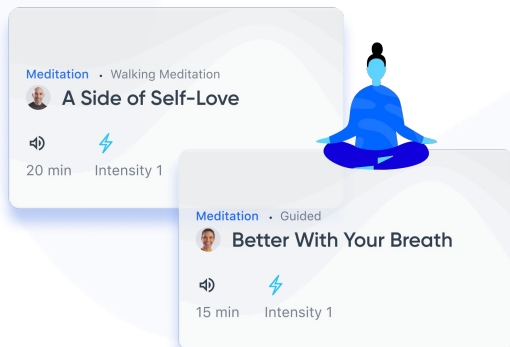 Meditation • Walking Meditation
A Side of Self-Love
20 min Intensity 1
Meditation • Guided
Better With Your Breath
15 min Intensity 1